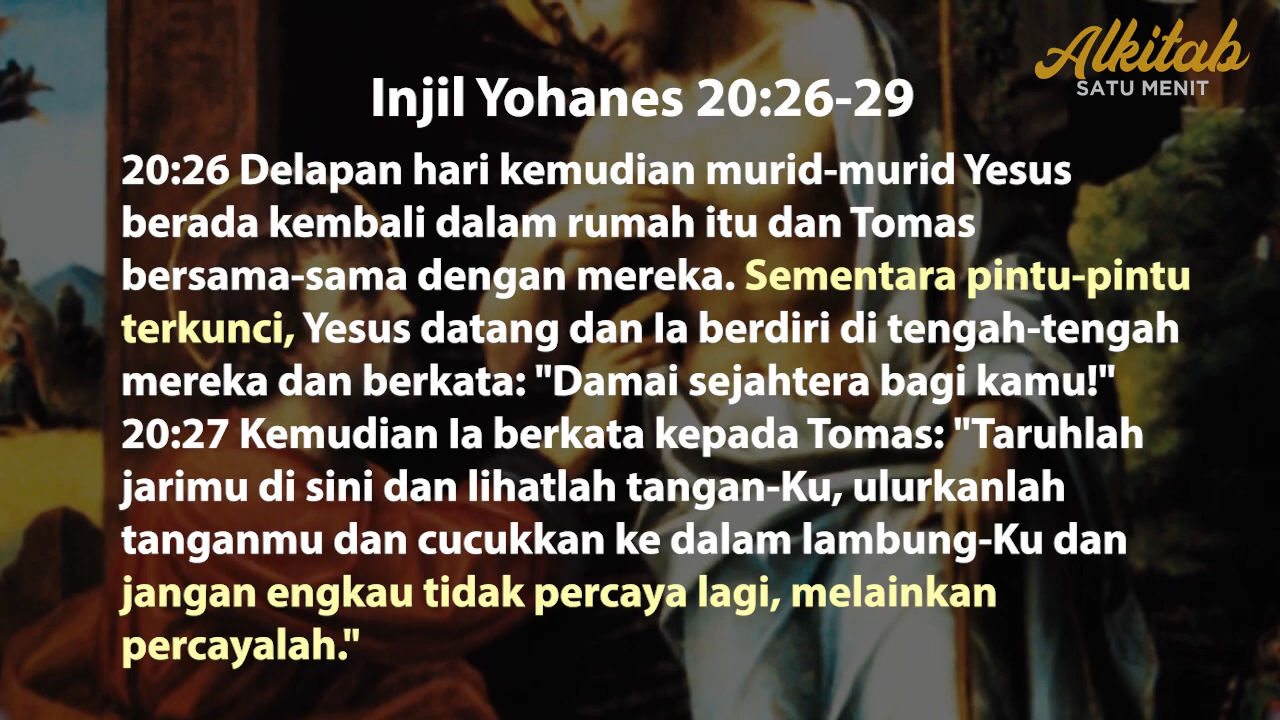 Alkitab
SATU MENIT
Injil Yohanes 20:26-29
20:26 Delapan hari kemudian murid-murid Yesus
berada kembali dalam rumah itu dan Tomas
bersama-sama dengan mereka. Sementara pintu-pintu
terkunci, Yesus datang dan Ia berdiri di tengah-tengah
mereka dan berkata: "Damai sejahtera bagi kamu!"
20:27 Kemudian Ia berkata kepada Tomas: "Taruhlah
jarimu di sini dan lihatlah tangan-Ku, ulurkanlah
tanganmu dan cucukkan ke dalam lambung-Ku dan
jangan engkau tidak percaya lagi, melainkan
percayalah."